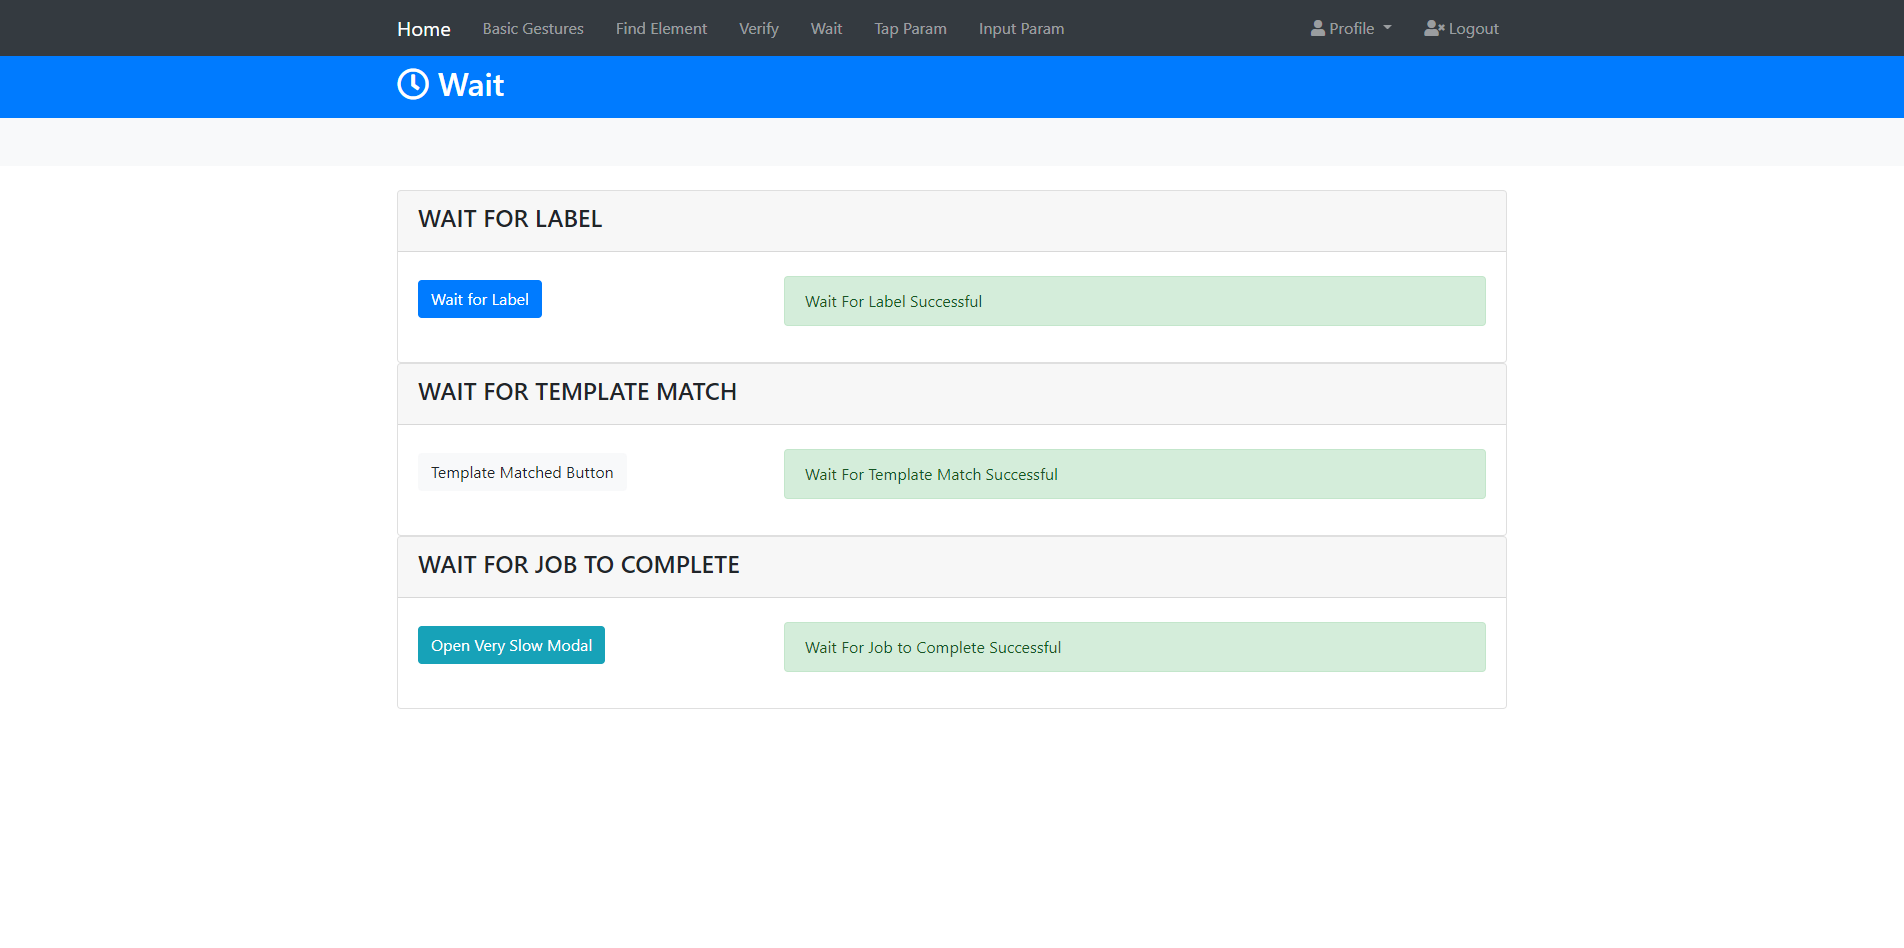 Home Basic Gestures Find Element Verify Wait Tap Param Input Param Profile Logout
Wait
WAIT FOR LABEL
Wait for Label Wait For Label Successful
WAIT FOR TEMPLATE MATCH
Template Matched Button Wait For Template Match Successful
WAIT FOR JOB TO COMPLETE
Open Very Slow Modal Wait For Job to Complete Successful